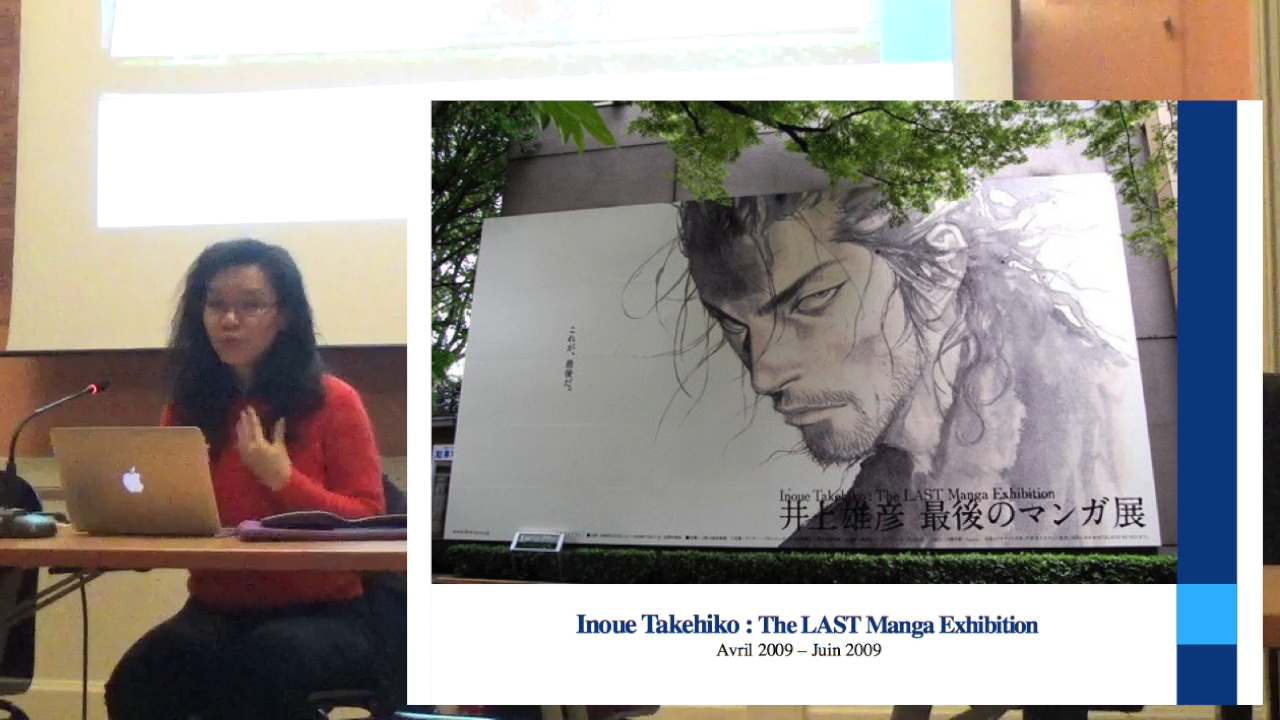 これが、最後だ。
Inoue Takehiko : The LAST Manga Exhibition
井上雄彦 最後のマンガ展
Inoue Takehiko : The LAST Manga Exhibition
Avril 2009 – Juin 2009